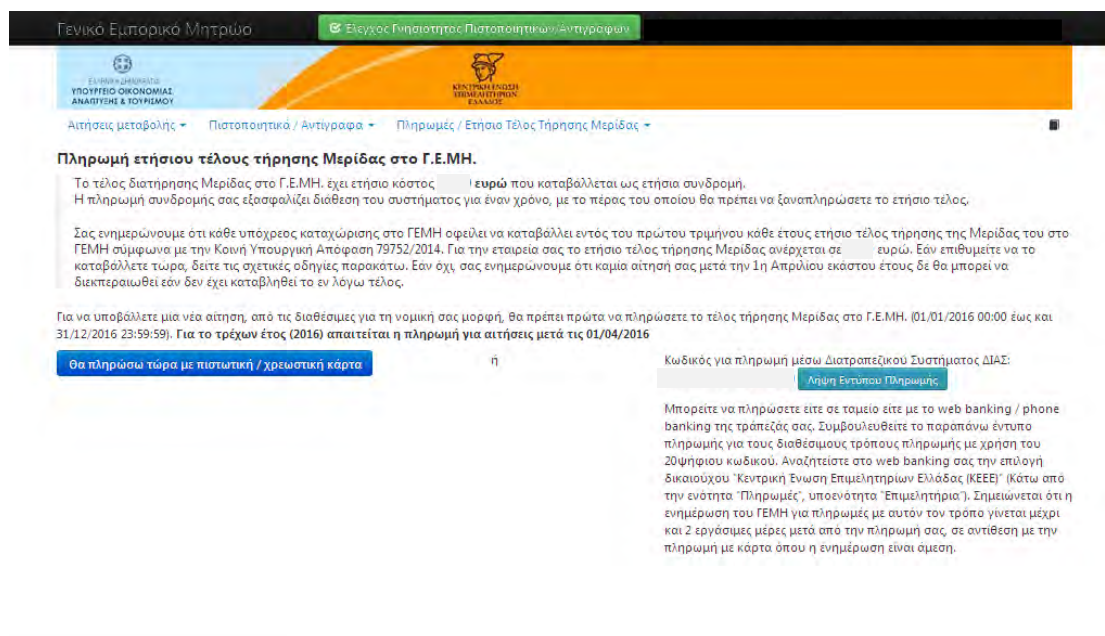 Γενικό Εμπορικό Μητρώο
Έλεγχος Γνησιότητας Πιστοποιητικών/Αντιγράφων
ΕΛΛΗΝΙΚΗ ΔΗΜΟΚΡΑΤΙΑ
ΥΠΟΥΡΓΕΙΟ ΟΙΚΟΝΟΜΙΑΣ
ΑΝΑΠΤΥΞΗΣ & ΤΟΥΡΙΣΜΟΥ
ΚΕΝΤΡΙΚΗ ΕΝΩΣΗ
ΕΠΙΜΕΛΗΤΗΡΙΩΝ
ΕΛΛΑΔΟΣ
Αιτήσεις μεταβολής
Πιστοποιητικά / Αντίγραφα
Πληρωμές / Ετήσιο Τέλος Τήρησης Μερίδας
Πληρωμή ετήσιου τέλους τήρησης Μερίδας στο Γ.Ε.ΜΗ.
Το τέλος διατήρησης Μερίδας στο Γ.Ε.ΜΗ. έχει ετήσιο κόστος ευρώ που καταβάλλεται ως ετήσια συνδρομή.
Η πληρωμή συνδρομής σας εξασφαλίζει διάθεση του συστήματος για έναν χρόνο, με το πέρας του οποίου θα πρέπει να ξαναπληρώσετε το ετήσιο τέλος.
Σας ενημερώνουμε ότι κάθε υπόχρεος καταχώρισης στο ΓΕΜΗ οφείλει να καταβάλλει εντός του πρώτου τριμήνου κάθε έτους ετήσιο τέλος τήρησης της Μερίδας του στο
ΓΕΜΗ σύμφωνα με την Κοινή Υπουργική Απόφαση 79752/2014. Για την εταιρεία σας το ετήσιο τέλος τήρησης Μερίδας ανέρχεται σε ευρώ. Εάν επιθυμείτε να το
καταβάλλετε τώρα, δείτε τις σχετικές οδηγίες παρακάτω. Εάν όχι, σας ενημερώνουμε ότι καμία αίτησή σας μετά την 1η Απριλίου εκάστου έτους δε θα μπορεί να
διεκπεραιωθεί εάν δεν έχει καταβληθεί το εν λόγω τέλος.
Για να υποβάλλετε μια νέα αίτηση, από τις διαθέσιμες για τη νομική σας μορφή, θα πρέπει πρώτα να πληρώσετε το τέλος τήρησης Μερίδας στο Γ.Ε.ΜΗ. (01/01/2016 00:00 έως και
31/12/2016 23:59:59). Για το τρέχων έτος (2016) απαιτείται η πληρωμή για αιτήσεις μετά τις 01/04/2016
Θα πληρώσω τώρα με πιστωτική / χρεωστική κάρτα
ή
Κωδικός για πληρωμή μέσω Διατραπεζικού Συστήματος ΔΙΑΣ:
Λήψη Εντύπου Πληρωμής
Μπορείτε να πληρώσετε είτε σε ταμείο είτε με το web banking / phone
banking της τράπεζάς σας. Συμβουλευθείτε το παραπάνω έντυπο
πληρωμής για τους διαθέσιμους τρόπους πληρωμής με χρήση του
20ψήφιου κωδικού. Αναζητείστε στο web banking σας την επιλογή
δικαιούχου "Κεντρική Ένωση Επιμελητηρίων Ελλάδας (ΚΕΕΕ)" (Κάτω από
την ενότητα "Πληρωμές", υποενότητα "Επιμελητήρια"). Σημειώνεται ότι η
ενημέρωση του ΓΕΜΗ για πληρωμές με αυτόν τον τρόπο γίνεται μέχρι
και 2 εργάσιμες μέρες μετά από την πληρωμή σας, σε αντίθεση με την
πληρωμή με κάρτα όπου η ενημέρωση είναι άμεση.